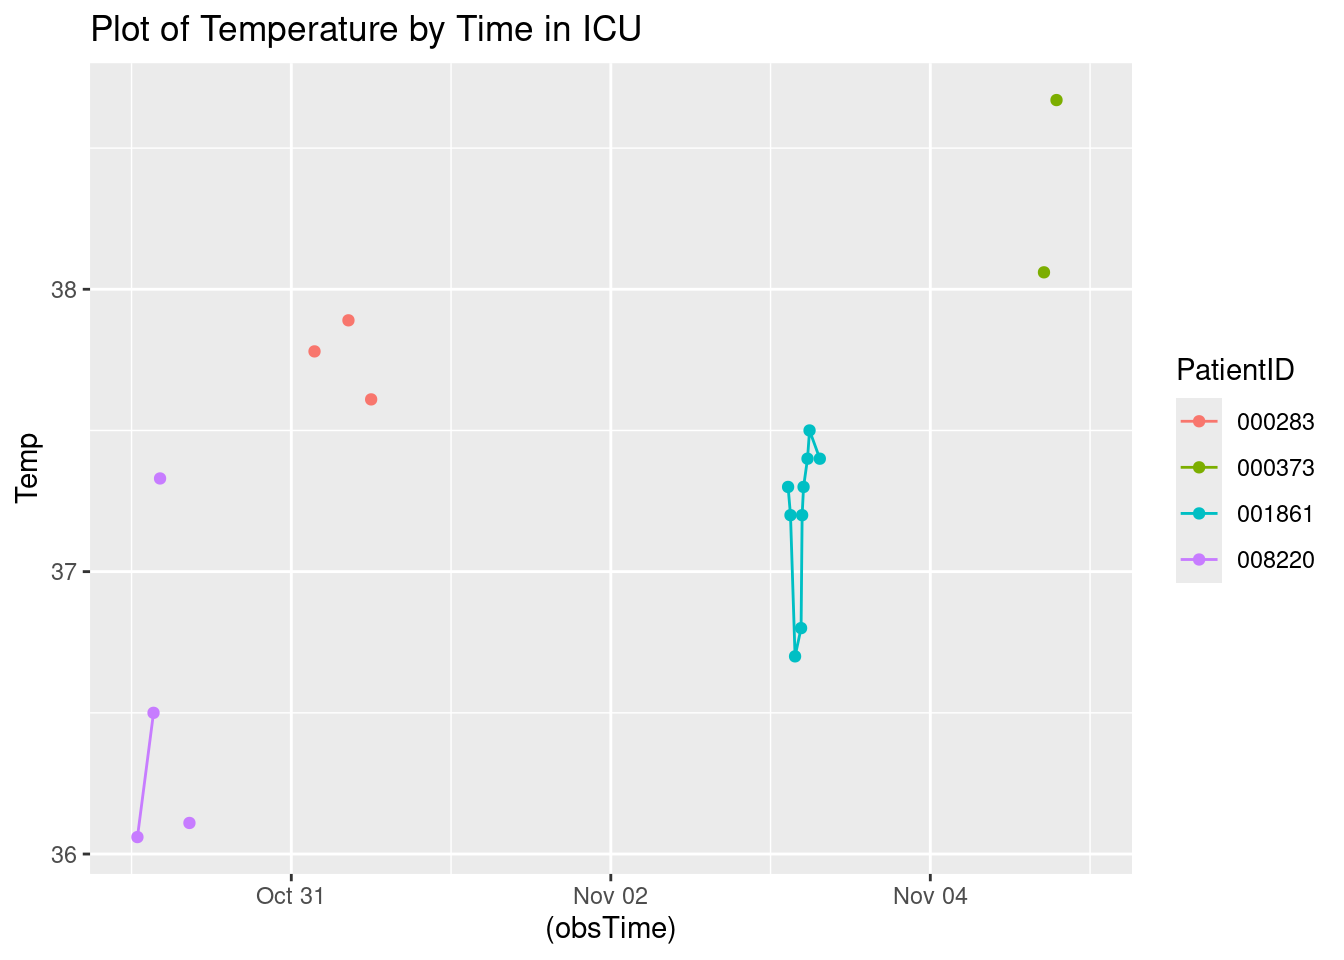 Plot of Temperature by Time in ICU
Temp
38
37
36
Oct 31
Nov 02
Nov 04
(obsTime)
PatientID
000283
000373
001861
008220